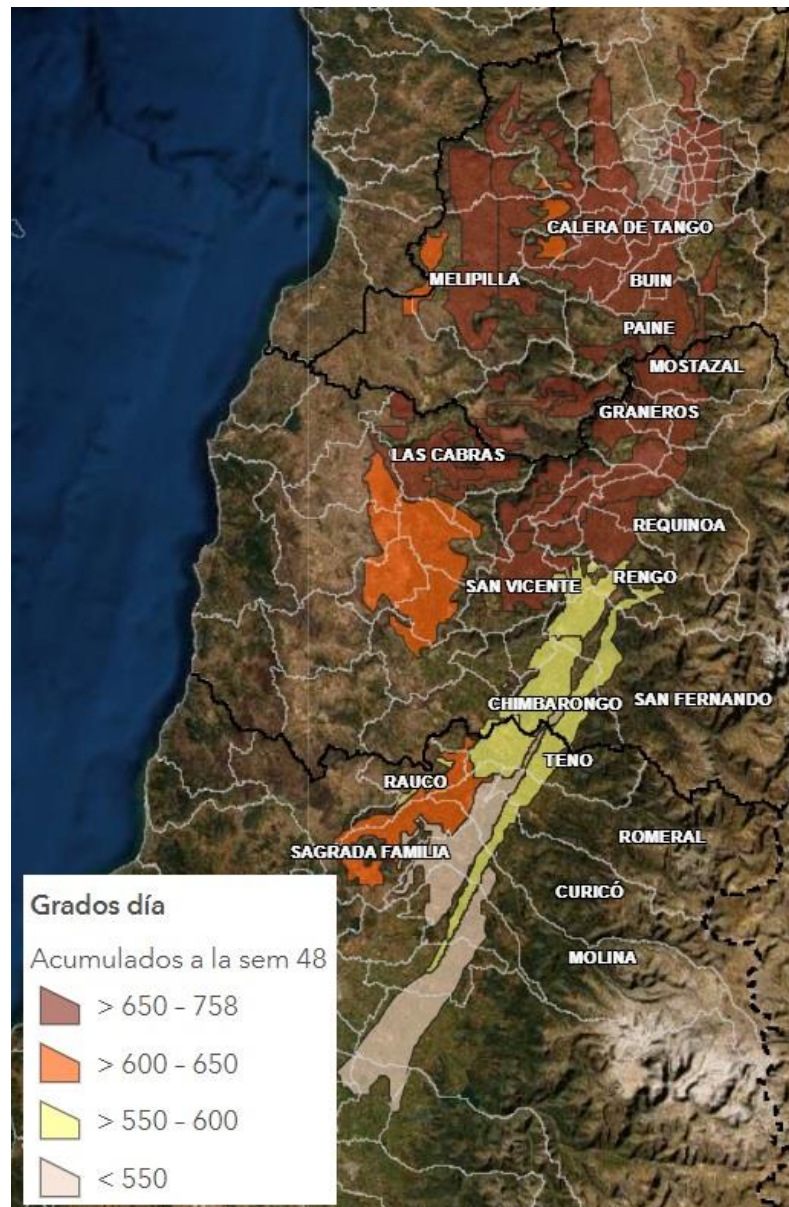 CALERA DE TANGO
MELIPILLA
BUIN
PAINE
MOSTAZAL
GRANEROS
LAS CABRAS
REQUINOA
RENGO
SAN VICENTE
CHIMBARONGO
SAN FERNANDO
TENO
RAUCO
ROMERAL
SAGRADA FAMILIA
CURICÓ
MOLINA
Grados día
Acumulados a la sem 48
> 650 – 758
> 600 – 650
> 550 – 600
< 550